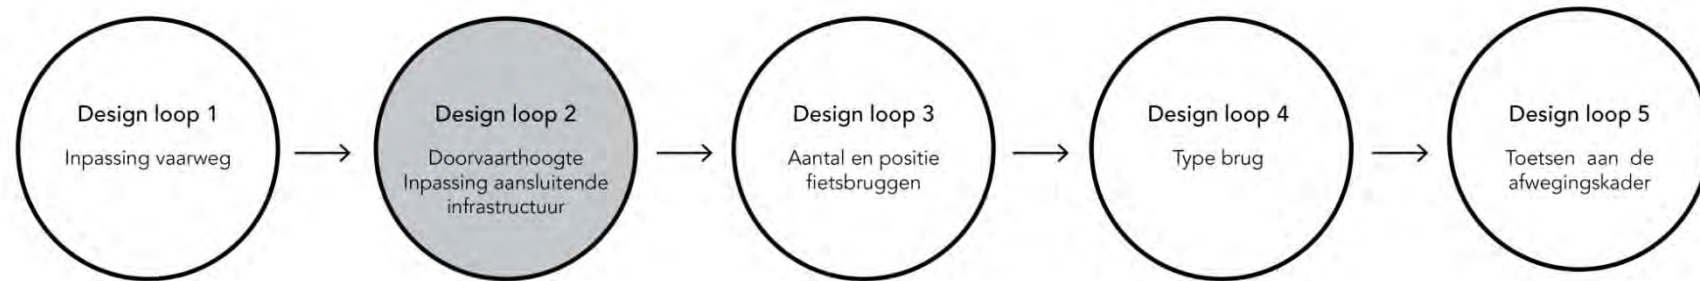 Design loop 1
Inpassing vaarweg
Design loop 2
Doorvaarthoogte
Inpassing aansluitende
infrastructuur
Design loop 3
Aantal en positie
fietsbruggen
Design loop 4
Type brug
Design loop 5
Toetsen aan de
afwegingskader